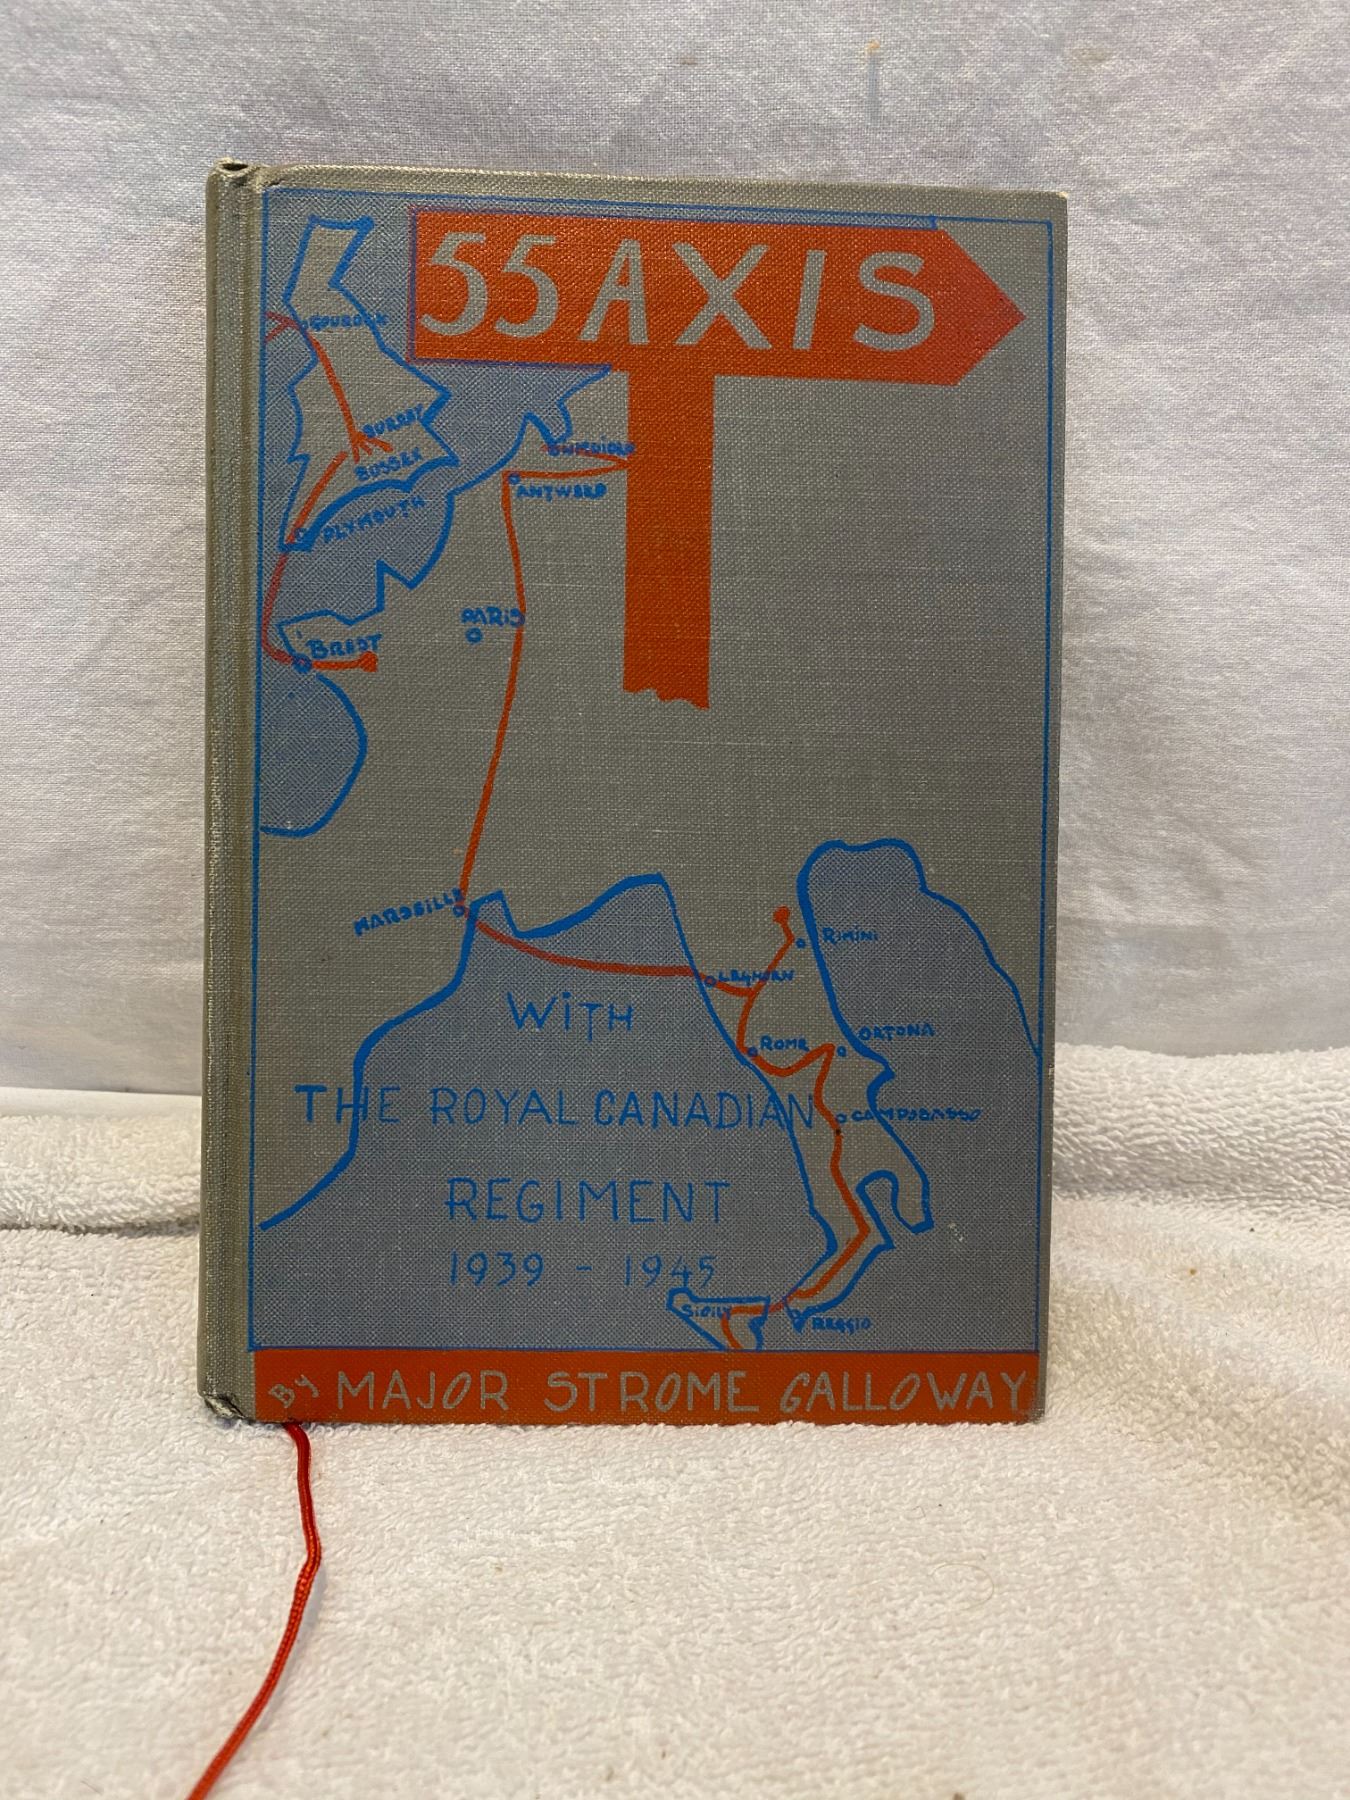 55 AXIS
GOUROCK
SURREY
SUSSEX
PLYMOUTH
ANTWERP
PARIS
BREST
MARSEILLE
RIMINI
LEGHORN
ORTONA
ROME
CAMPOBASSO
WiTH
THE ROYAL CANADIAN
REGIMENT
1939 - 1945
SICILY
REGGIO
By MAJOR STROME GALLOWAY